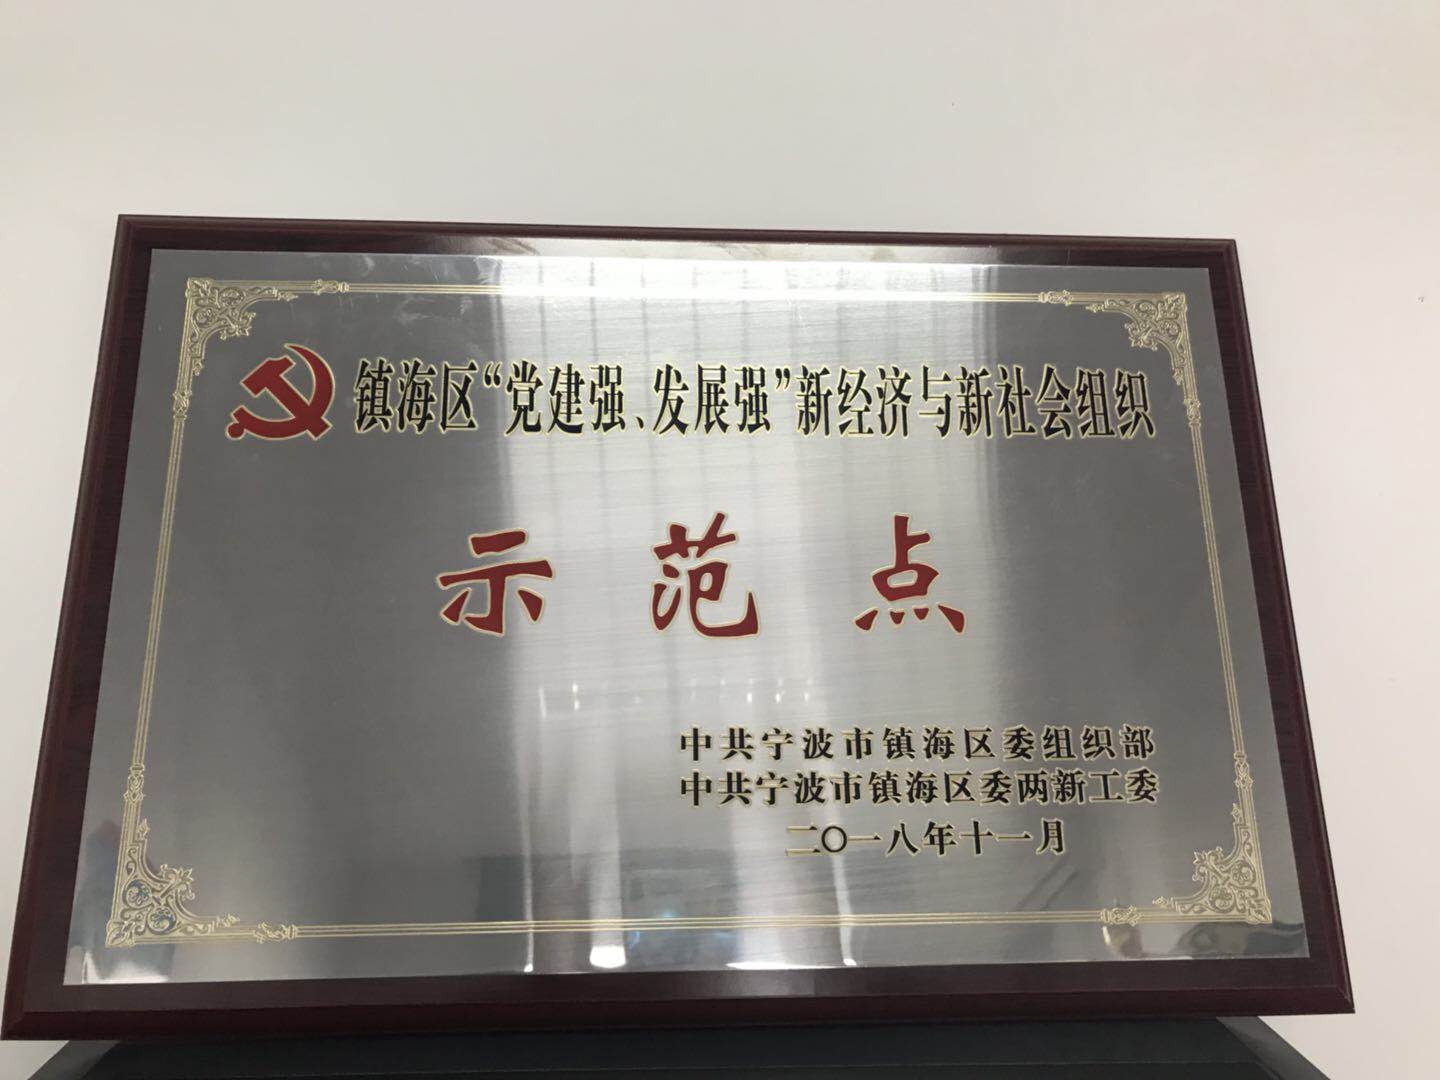 镇海区“党建强、发展强”新经济与新社会组织
示范点
中共宁波市镇海区委组织部
中共宁波市镇海区委两新工委
二〇一八年十一月